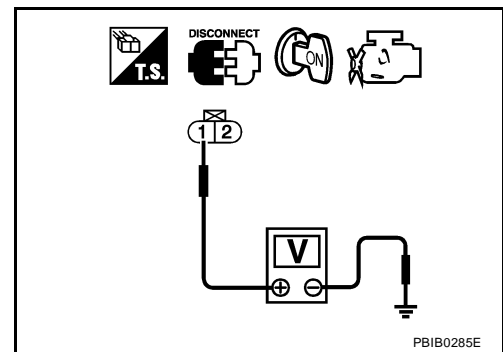 DISCONNECT
T.S.
ON
1 2
V
+ −
PBIB0285E